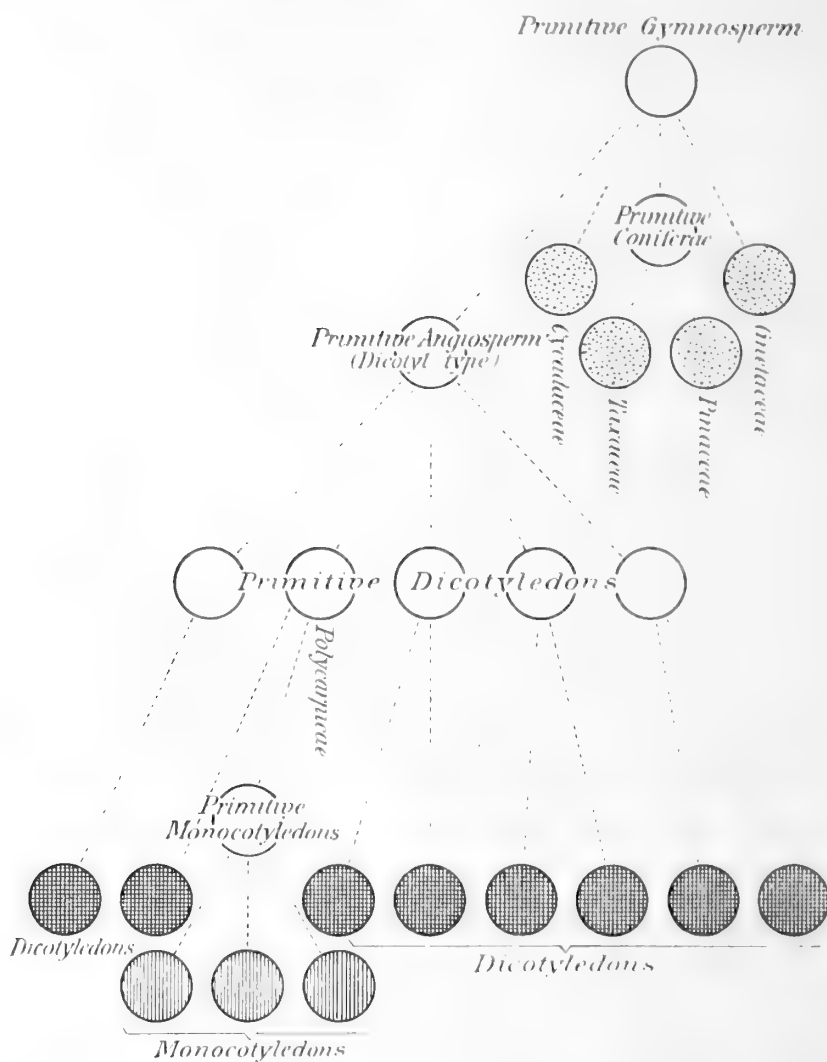 Primitive Gymnosperm
Primitive
Coniferae
Primitive Angiosperm
(Dicotyl type)
Cycadaceae
Taxaceae
Pinaceae
Gnetaceae
Primitive Dicotyledons
Polycarpicae
Primitive
Monocotyledons
Dicotyledons
Dicotyledons
Monocotyledons